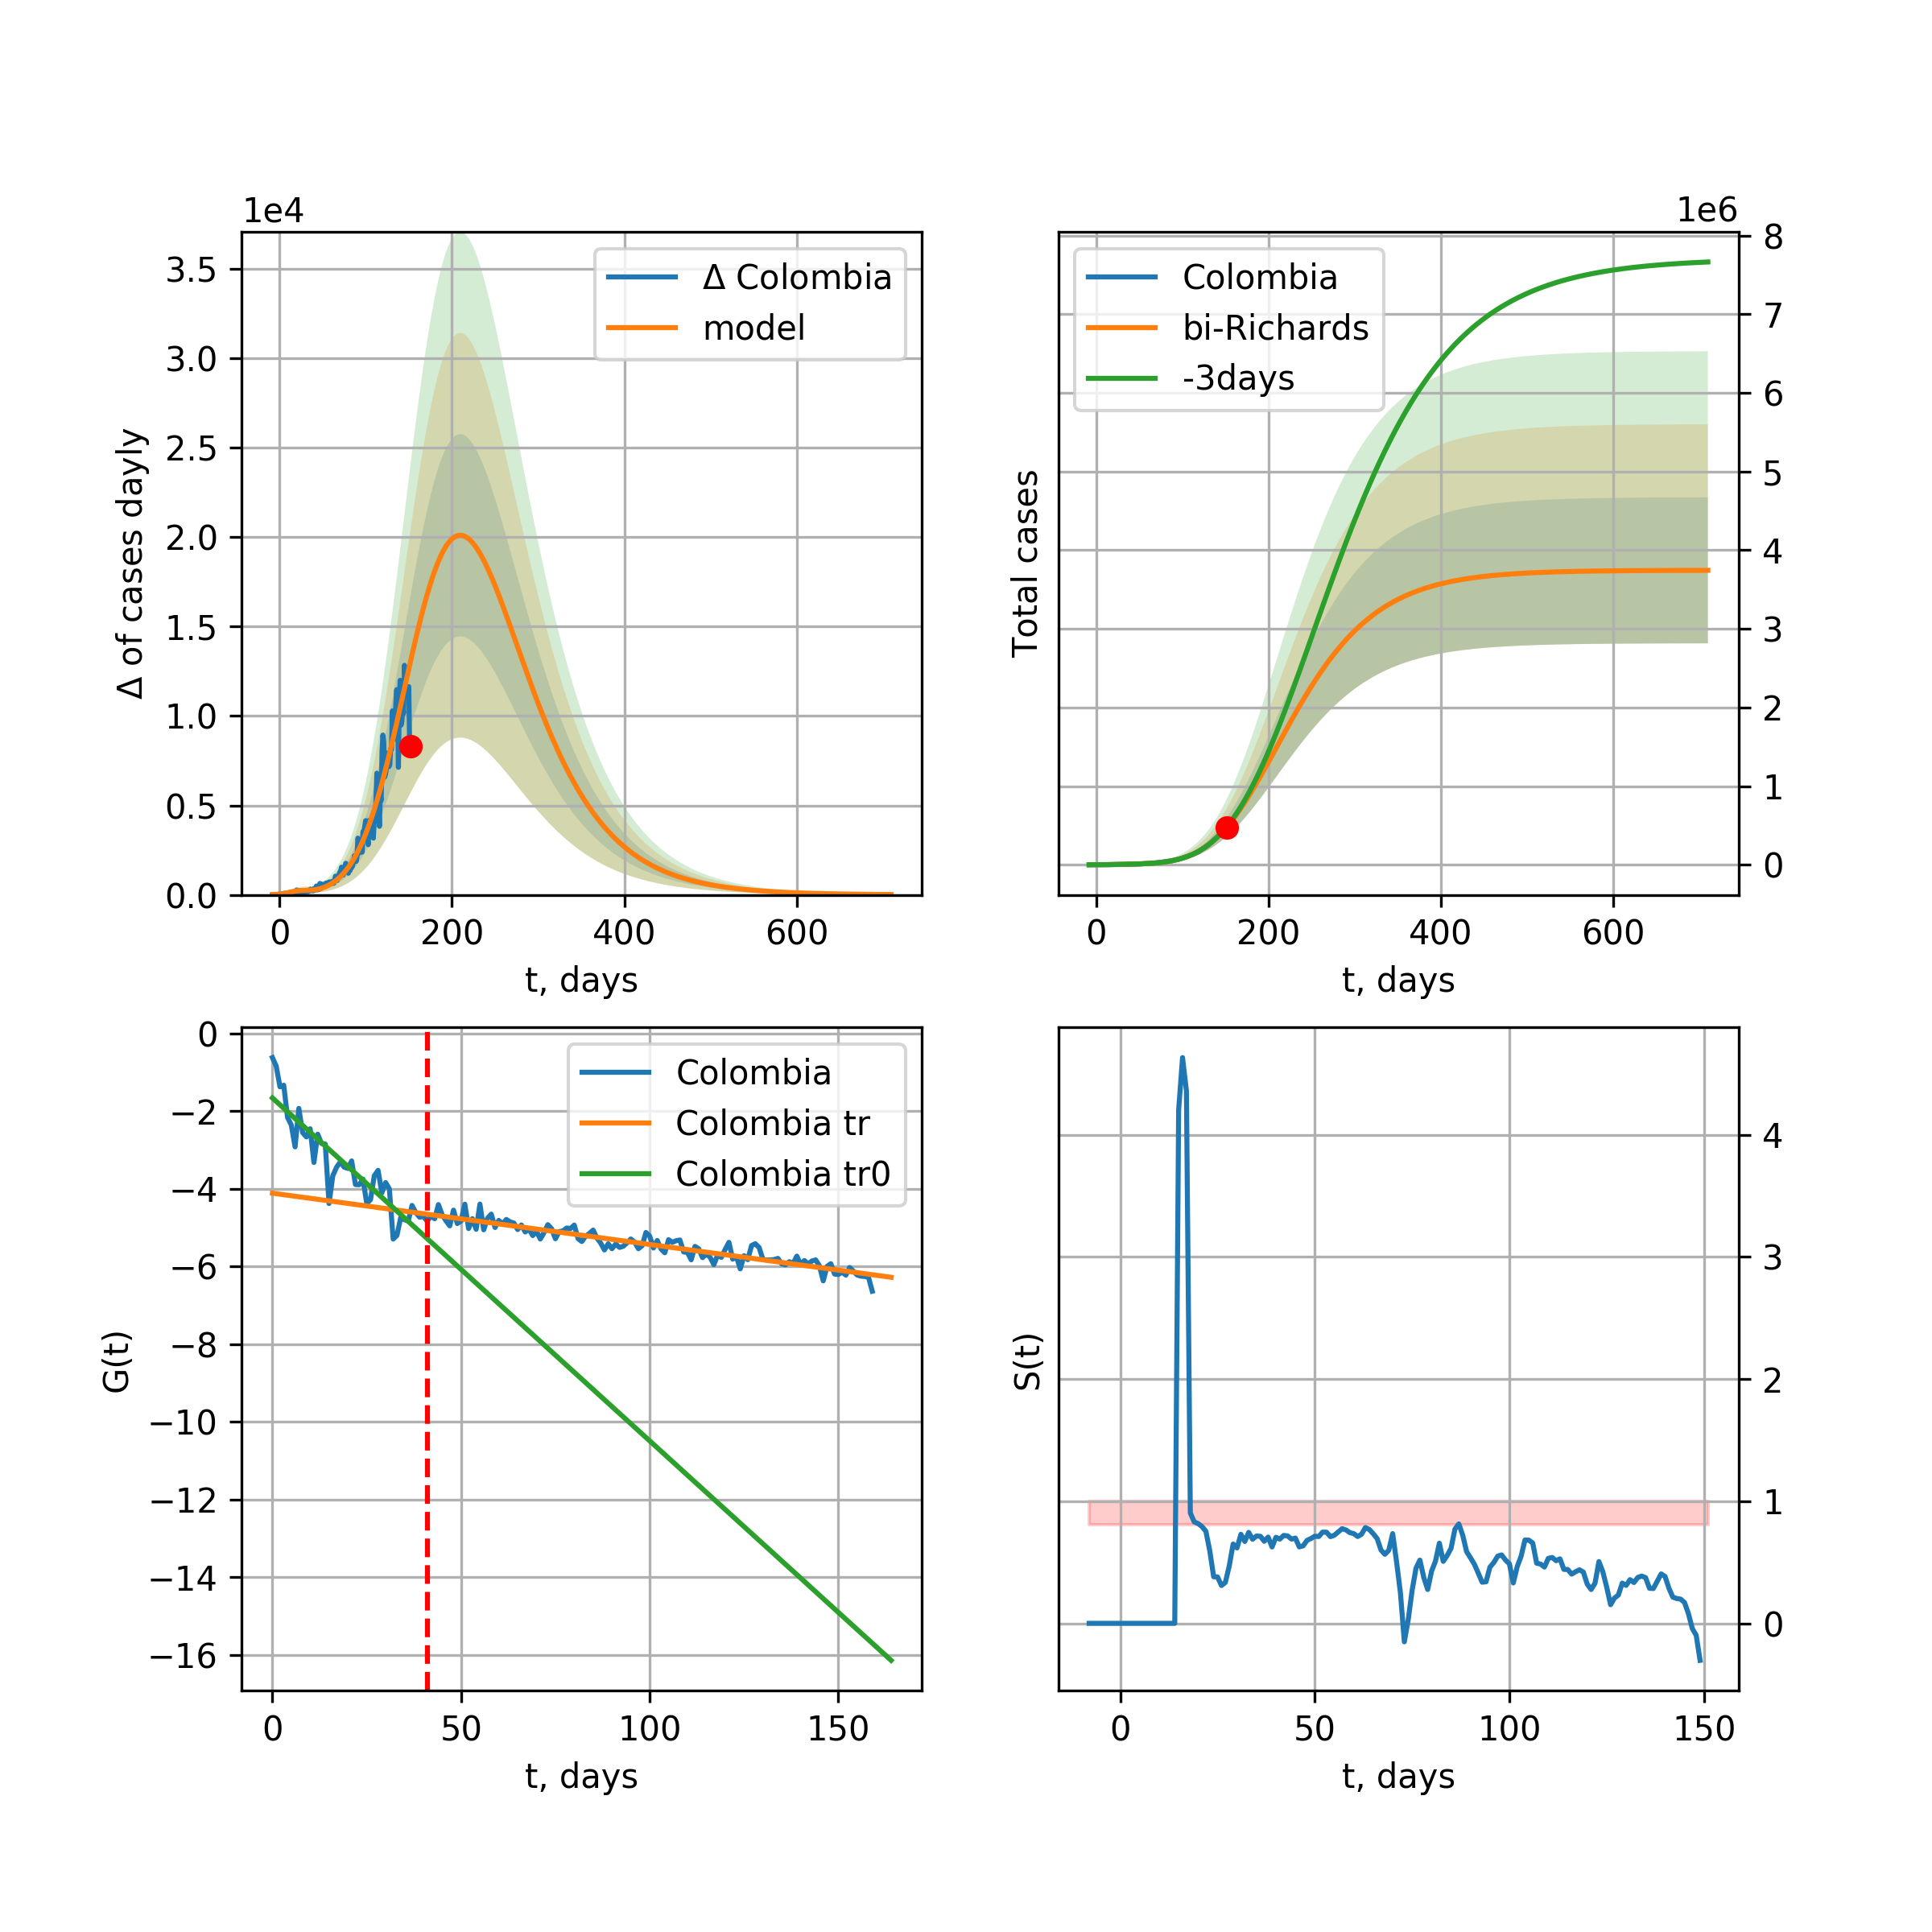 1e4
3.5
3.0
2.5
2.0
1.5
1.0
0.5
0.0
Δ of cases dayly
Δ Colombia
model
0
200
400
600
t, days
1e6
8
7
6
5
4
3
2
1
0
Total cases
Colombia
bi-Richards
-3days
0
200
400
600
t, days
0
−2
−4
−6
−8
−10
−12
−14
−16
G(t)
Colombia
Colombia tr
Colombia tr0
0
50
100
150
t, days
4
3
2
1
0
S(t)
0
50
100
150
t, days